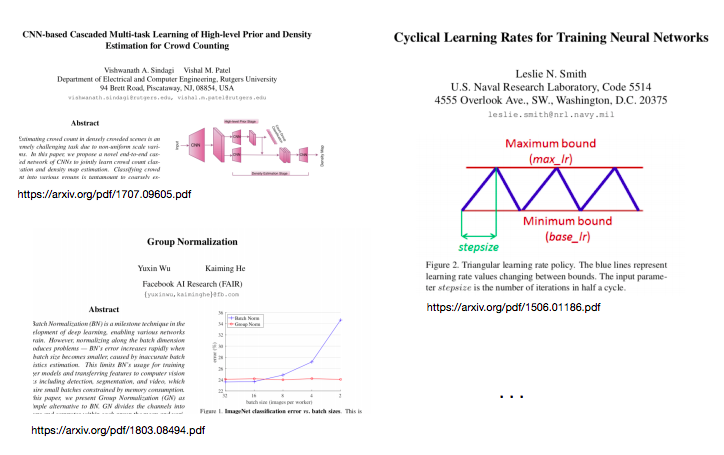 CNN-based Cascaded Multi-task Learning of High-level Prior and Density
Estimation for Crowd Counting
Vishwanath A. Sindagi Vishal M. Patel
Department of Electrical and Computer Engineering, Rutgers University
94 Brett Road, Piscataway, NJ, 08854, USA
vishwanath.sindagi@rutgers.edu, vishal.m.patel@rutgers.edu
Abstract
Estimating crowd count in densely crowded scenes is an
mely challenging task due to non-uniform scale vari-
ns. In this paper, we propose a novel end-to-end cas-
ed network of CNNs to jointly learn crowd count clas-
ation and density map estimation. Classifying crowd
nt into various groups is tantamount to coarsely es-
High-level Prior Stage
Input
CNN
CNN
CNN
CNN
Density Map
Density Estimation Stage
https://arxiv.org/pdf/1707.09605.pdf
Group Normalization
Yuxin Wu Kaiming He
Facebook AI Research (FAIR)
{yuxinwu,kaiminghe}@fb.com
Abstract
Batch Normalization (BN) is a milestone technique in the
elopment of deep learning, enabling various networks
rain. However, normalizing along the batch dimension
oduces problems — BN's error increases rapidly when
batch size becomes smaller, caused by inaccurate batch
istics estimation. This limits BN's usage for training
er models and transferring features to computer vision
s including detection, segmentation, and video, which
uire small batches constrained by memory consumption.
his paper, we present Group Normalization (GN) as
mple alternative to BN. GN divides the channels into
Batch Norm
Group Norm
error (%)
36
34
32
30
28
26
24
22
32 16 8 4 2
batch size (images per worker)
Figure 1. ImageNet classification error vs. batch sizes. This is
https://arxiv.org/pdf/1803.08494.pdf
Cyclical Learning Rates for Training Neural Networks
Leslie N. Smith
U.S. Naval Research Laboratory, Code 5514
4555 Overlook Ave., SW., Washington, D.C. 20375
leslie.smith@nrl.navy.mil
Maximum bound
(max_lr)
Minimum bound
(base_lr)
stepsize
Figure 2. Triangular learning rate policy. The blue lines represent
learning rate values changing between bounds. The input parame-
ter stepsize is the number of iterations in half a cycle.
https://arxiv.org/pdf/1506.01186.pdf
...